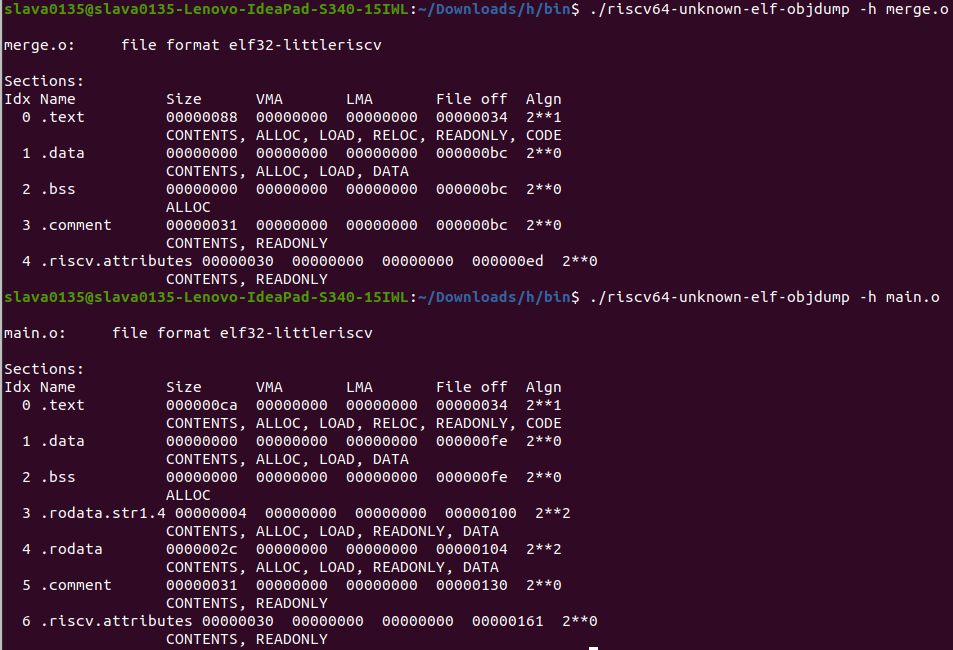 slava0135@slava0135-Lenovo-IdeaPad-S340-15IWL:~/Downloads/h/bin$ ./riscv64-unknown-elf-objdump -h merge.o
merge.o:     file format elf32-littleriscv
Sections:
Idx Name          Size      VMA       LMA       File off  Algn
  0 .text         00000088  00000000  00000000  00000034  2**1
                  CONTENTS, ALLOC, LOAD, RELOC, READONLY, CODE
  1 .data         00000000  00000000  00000000  000000bc  2**0
                  CONTENTS, ALLOC, LOAD, DATA
  2 .bss          00000000  00000000  00000000  000000bc  2**0
                  ALLOC
  3 .comment      00000031  00000000  00000000  000000bc  2**0
                  CONTENTS, READONLY
  4 .riscv.attributes 00000030  00000000  00000000  000000ed  2**0
                  CONTENTS, READONLY
slava0135@slava0135-Lenovo-IdeaPad-S340-15IWL:~/Downloads/h/bin$ ./riscv64-unknown-elf-objdump -h main.o
main.o:     file format elf32-littleriscv
Sections:
Idx Name          Size      VMA       LMA       File off  Algn
  0 .text         000000ca  00000000  00000000  00000034  2**1
                  CONTENTS, ALLOC, LOAD, RELOC, READONLY, CODE
  1 .data         00000000  00000000  00000000  000000fe  2**0
                  CONTENTS, ALLOC, LOAD, DATA
  2 .bss          00000000  00000000  00000000  000000fe  2**0
                  ALLOC
  3 .rodata.str1.4 00000004  00000000  00000000  00000100  2**2
                  CONTENTS, ALLOC, LOAD, READONLY, DATA
  4 .rodata       0000002c  00000000  00000000  00000104  2**2
                  CONTENTS, ALLOC, LOAD, READONLY, DATA
  5 .comment      00000031  00000000  00000000  00000130  2**0
                  CONTENTS, READONLY
  6 .riscv.attributes 00000030  00000000  00000000  00000161  2**0
                  CONTENTS, READONLY